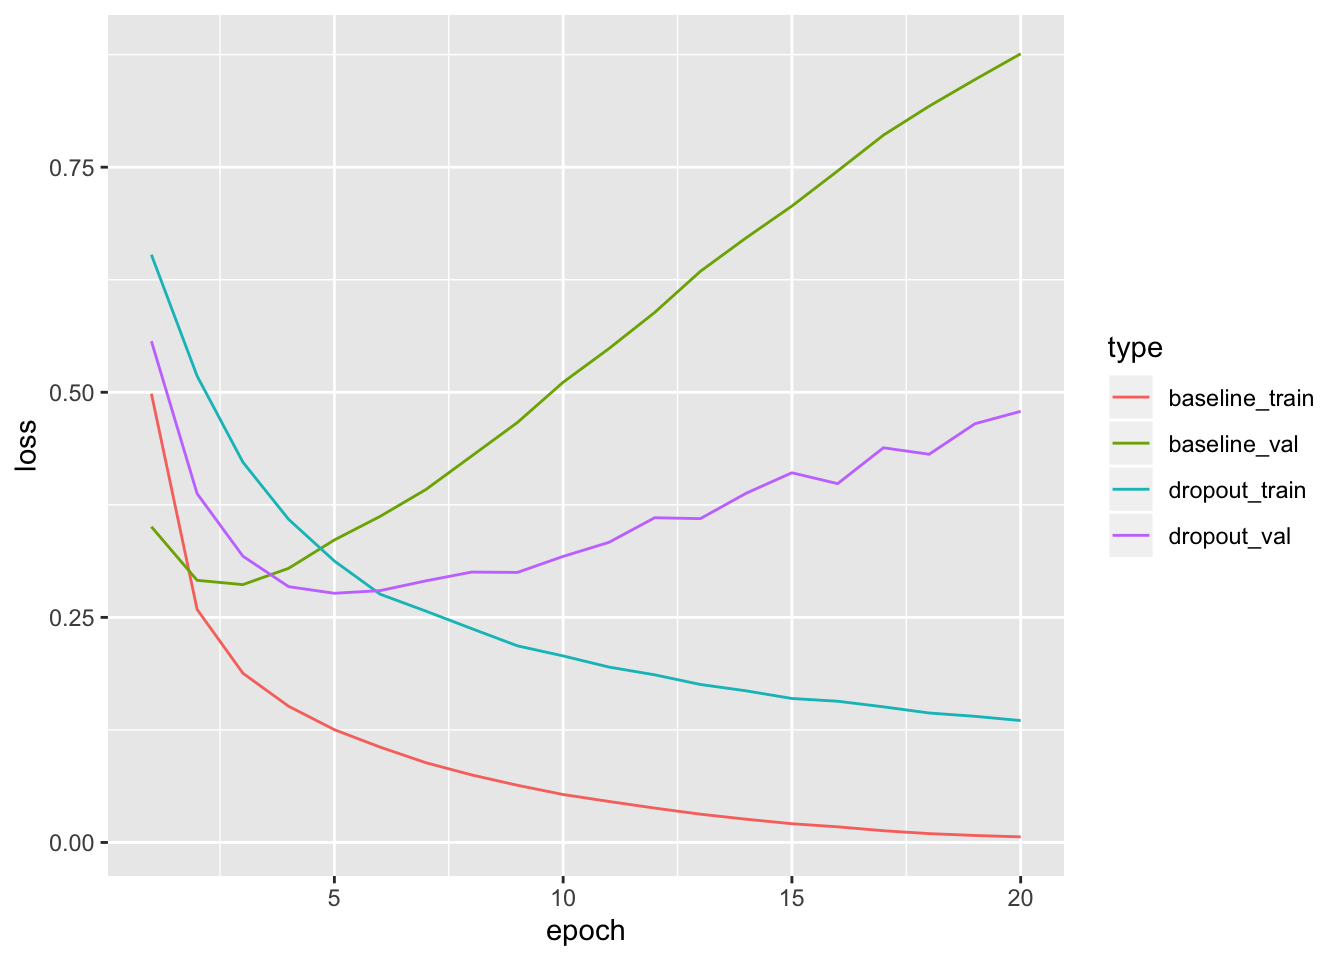 loss
0.75
0.50
0.25
0.00
5 10 15 20
epoch
type
baseline_train
baseline_val
dropout_train
dropout_val